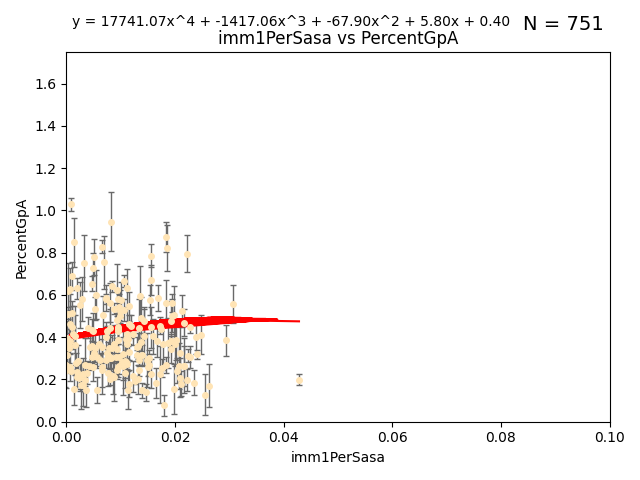 y = 17741.07x^4 + -1417.06x^3 + -67.90x^2 + 5.80x + 0.40 N = 751
imm1PerSasa vs PercentGpA
1.6
1.4
1.2
1.0
0.8
0.6
0.4
0.2
0.0
PercentGpA
0.00 0.02 0.04 0.06 0.08 0.10
imm1PerSasa